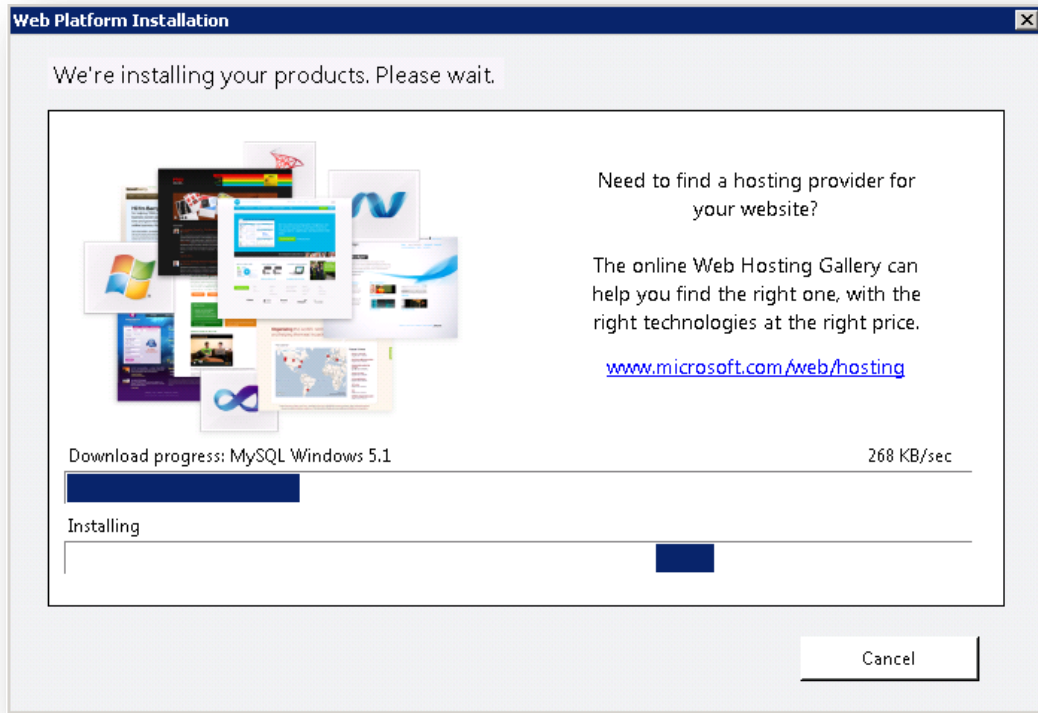 Web Platform Installation
We're installing your products. Please wait.
Need to find a hosting provider for
your website?
The online Web Hosting Gallery can
help you find the right one, with the
right technologies at the right price.
www.microsoft.com/web/hosting
Download progress: MySQL Windows 5.1
268 KB/sec
Installing
Cancel